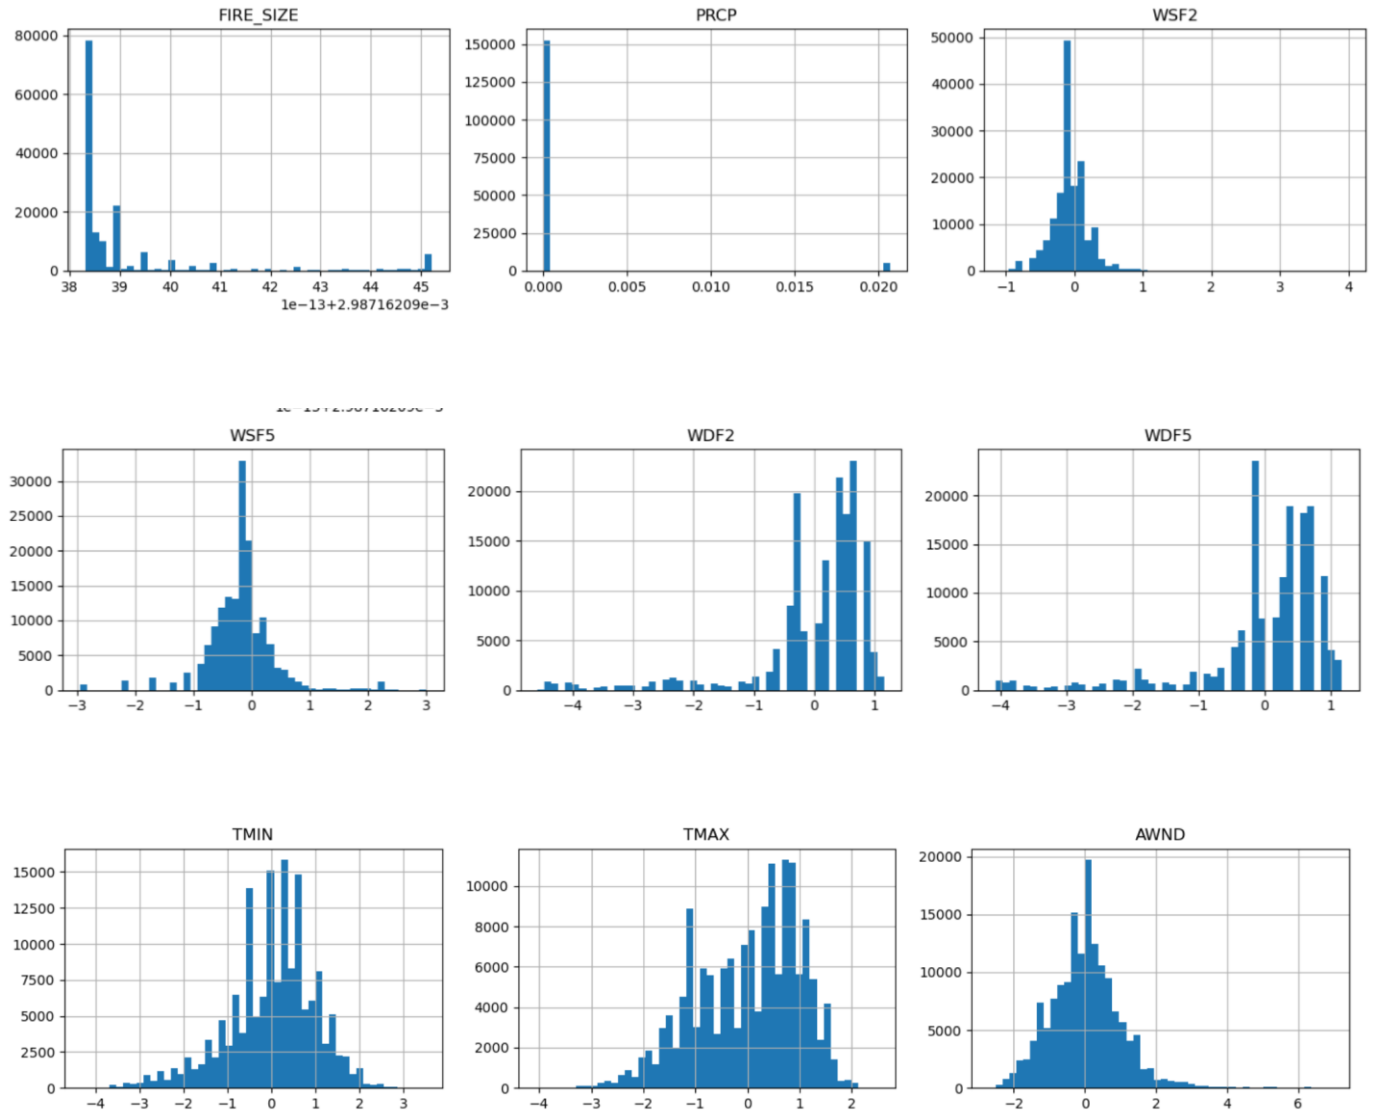 FIRE_SIZE PRCP WSF2
80000 150000 50000
125000 40000
60000
100000 30000
40000 75000
20000
50000
20000 10000
25000
0 0 0
38 39 40 41 42 43 44 45 0.000 0.005 0.010 0.015 0.020 −1 0 1 2 3 4
1e−13+2.98716209e−3
1e−13+2.98716209e−3
WSF5 WDF2 WDF5
30000
20000 20000
25000
20000 15000 15000
15000 10000 10000
10000
5000 5000
5000
0 0 0
−3 −2 −1 0 1 2 3 −4 −3 −2 −1 0 1 −4 −3 −2 −1 0 1
TMIN TMAX AWND
15000 20000
10000
12500
15000
8000
10000
6000
7500 10000
4000
5000
5000
2500 2000
0 0 0
−4 −3 −2 −1 0 1 2 3 −4 −3 −2 −1 0 1 2 −2 0 2 4 6